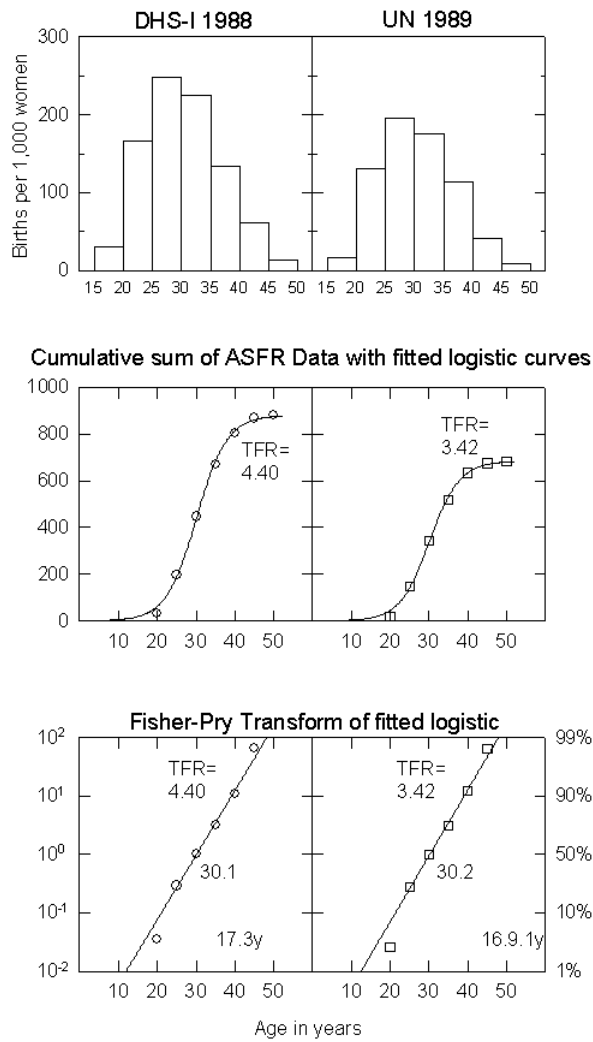 DHS-I 1988 UN 1989
Births per 1,000 women
300
200
100
0
15 20 25 30 35 40 45 50 15 20 25 30 35 40 45 50
Cumulative sum of ASFR Data with fitted logistic curves
1000
800
600
400
200
0
TFR=
4.40
TFR=
3.42
10 20 30 40 50 10 20 30 40 50
Fisher-Pry Transform of fitted logistic
10² 99%
10¹ 90%
10⁰ 50%
10⁻¹ 10%
10⁻² 1%
TFR=
4.40
30.1
17.3y
TFR=
3.42
30.2
16.9.1y
10 20 30 40 50 10 20 30 40 50
Age in years